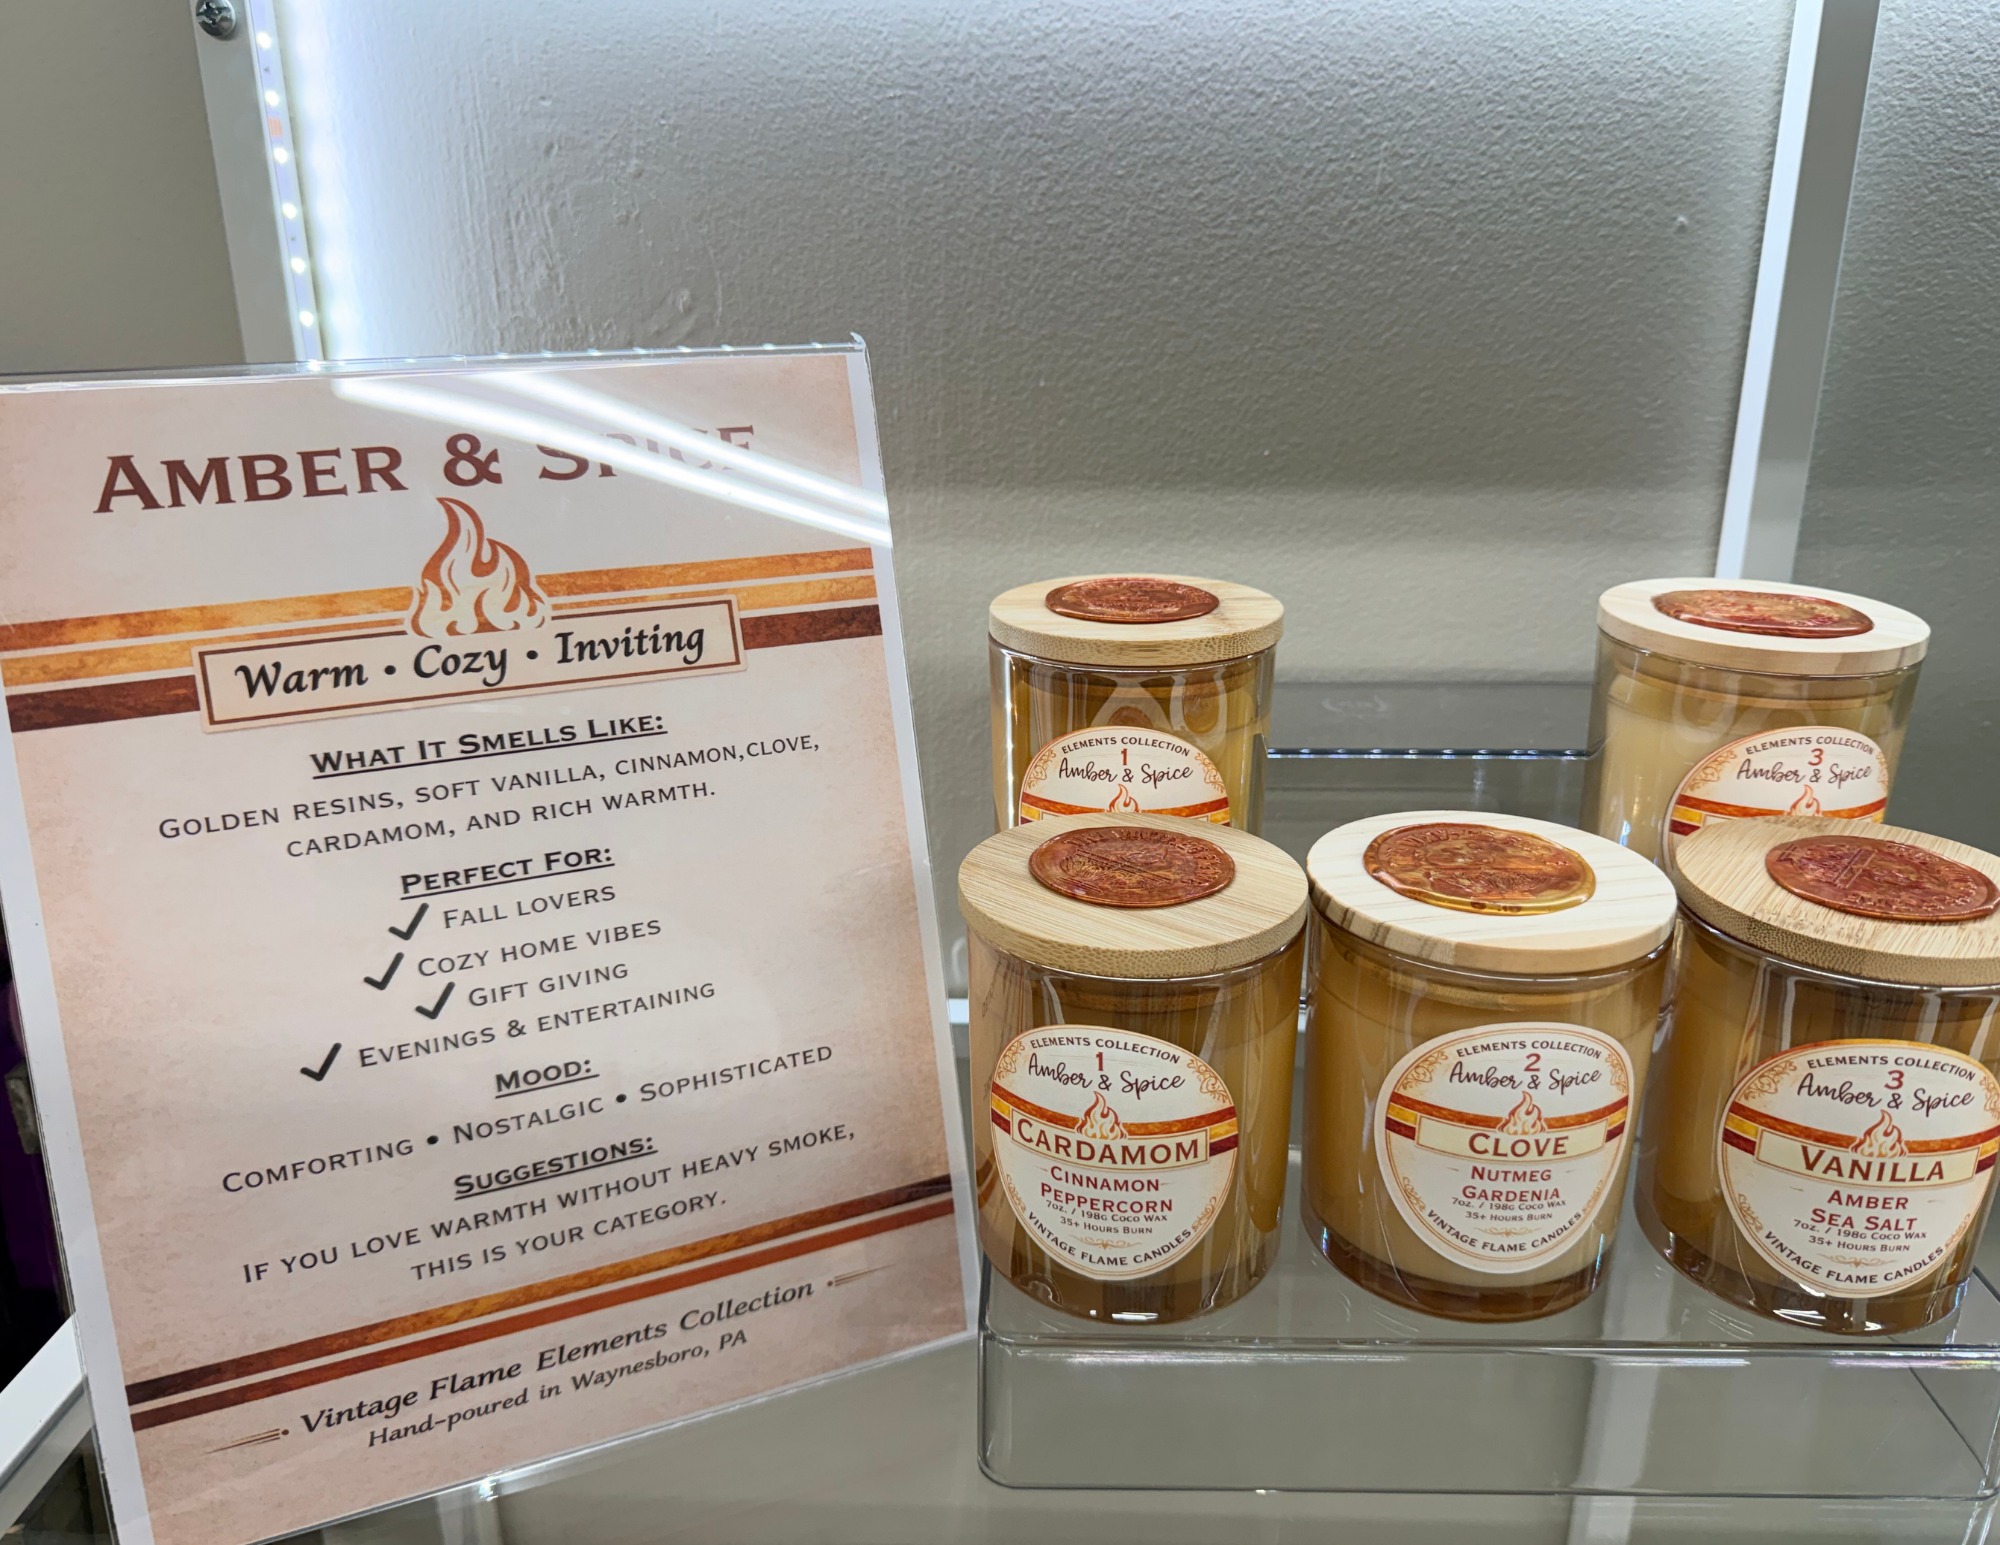 AMBER & SPICE
Warm • Cozy • Inviting
WHAT IT SMELLS LIKE:
GOLDEN RESINS, SOFT VANILLA, CINNAMON,CLOVE,
CARDAMOM, AND RICH WARMTH.
PERFECT FOR:
✓ FALL LOVERS
✓ COZY HOME VIBES
✓ GIFT GIVING
✓ EVENINGS & ENTERTAINING
MOOD:
COMFORTING • NOSTALGIC • SOPHISTICATED
SUGGESTIONS:
IF YOU LOVE WARMTH WITHOUT HEAVY SMOKE,
THIS IS YOUR CATEGORY.
Vintage Flame Elements Collection
Hand-poured in Waynesboro, PA
ELEMENTS COLLECTION
1
Amber & Spice
ELEMENTS COLLECTION
3
Amber & Spice
ELEMENTS COLLECTION
1
Amber & Spice
CARDAMOM
CINNAMON
PEPPERCORN
7oz. / 198G COCO WAX
35+ HOURS BURN
VINTAGE FLAME CANDLES
ELEMENTS COLLECTION
2
Amber & Spice
CLOVE
NUTMEG
GARDENIA
7oz. / 198G COCO WAX
35+ HOURS BURN
VINTAGE FLAME CANDLES
ELEMENTS COLLECTION
3
Amber & Spice
VANILLA
AMBER
SEA SALT
7oz. / 198G COCO WAX
35+ HOURS BURN
VINTAGE FLAME CANDLES